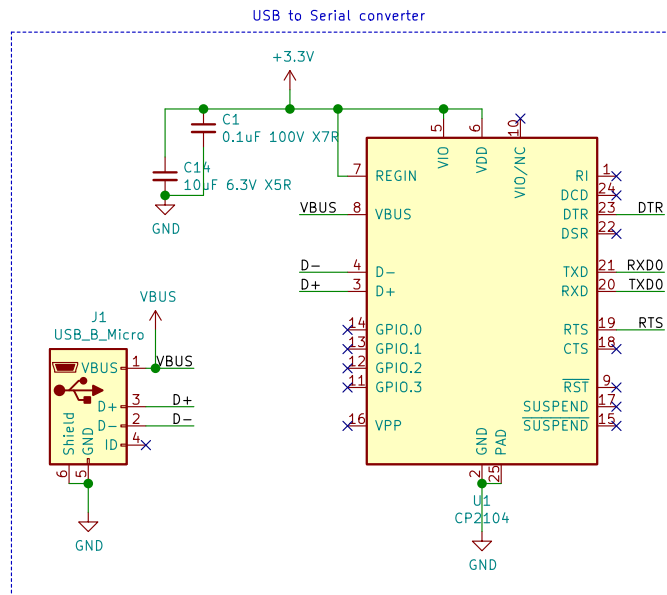 USB to Serial converter
+3.3V
C1
0.1uF 100V X7R
C14
10uF 6.3V X5R
GND
5
VIO
6
VDD
10
VIO/NC
7 REGIN
VBUS 8 VBUS
D- 4 D-
D+ 3 D+
14 GPIO.0
13 GPIO.1
12 GPIO.2
11 GPIO.3
16 VPP
RI 1
DCD 24
DTR 23 DTR
DSR 22
TXD 21 RXD0
RXD 20 TXD0
RTS 19 RTS
CTS 18
RST 9
SUSPEND 17
SUSPEND 15
GND
2
PAD
25
U1
CP2104
GND
VBUS
J1
USB_B_Micro
VBUS 1 VBUS
D+ 3 D+
D- 2 D-
ID 4
Shield
6
GND
5
GND